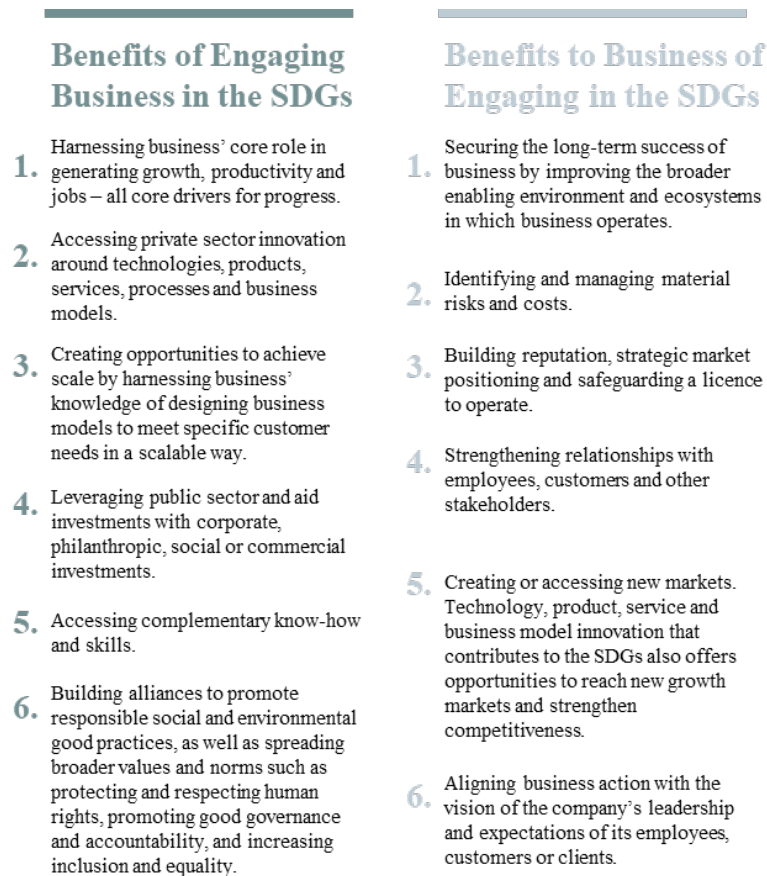 Benefits of Engaging
Business in the SDGs
1. Harnessing business’ core role in
generating growth, productivity and
jobs – all core drivers for progress.
2. Accessing private sector innovation
around technologies, products,
services, processes and business
models.
3. Creating opportunities to achieve
scale by harnessing business’
knowledge of designing business
models to meet specific customer
needs in a scalable way.
4. Leveraging public sector and aid
investments with corporate,
philanthropic, social or commercial
investments.
5. Accessing complementary know-how
and skills.
6. Building alliances to promote
responsible social and environmental
good practices, as well as spreading
broader values and norms such as
protecting and respecting human
rights, promoting good governance
and accountability, and increasing
inclusion and equality.
Benefits to Business of
Engaging in the SDGs
1. Securing the long-term success of
business by improving the broader
enabling environment and ecosystems
in which business operates.
2. Identifying and managing material
risks and costs.
3. Building reputation, strategic market
positioning and safeguarding a licence
to operate.
4. Strengthening relationships with
employees, customers and other
stakeholders.
5. Creating or accessing new markets.
Technology, product, service and
business model innovation that
contributes to the SDGs also offers
opportunities to reach new growth
markets and strengthen
competitiveness.
6. Aligning business action with the
vision of the company’s leadership
and expectations of its employees,
customers or clients.